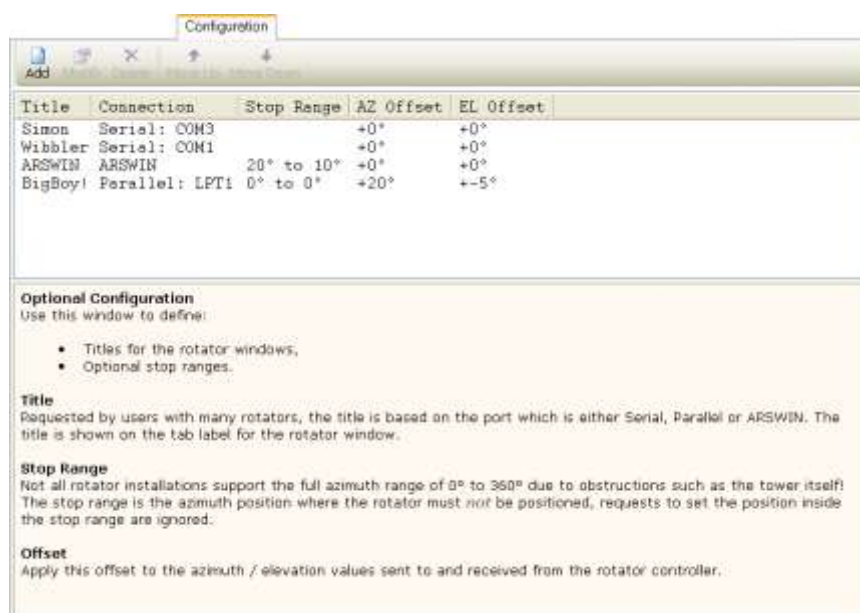 Configuration
Add Modify Delete Move Up Move Down
Title Connection Stop Range AZ Offset EL Offset
Simon Serial: COM3 +0° +0°
Wibbler Serial: COM1 +0° +0°
ARSWIN ARSWIN 20° to 10° +0° +0°
BigBoy! Parallel: LPT1 0° to 0° +20° +-5°
Optional Configuration
Use this window to define:
• Titles for the rotator windows,
• Optional stop ranges.
Title
Requested by users with many rotators, the title is based on the port which is either Serial, Parallel or ARSWIN. The
title is shown on the tab label for the rotator window.
Stop Range
Not all rotator installations support the full azimuth range of 0° to 360° due to obstructions such as the tower itself!
The stop range is the azimuth position where the rotator must not be positioned, requests to set the position inside
the stop range are ignored.
Offset
Apply this offset to the azimuth / elevation values sent to and received from the rotator controller.